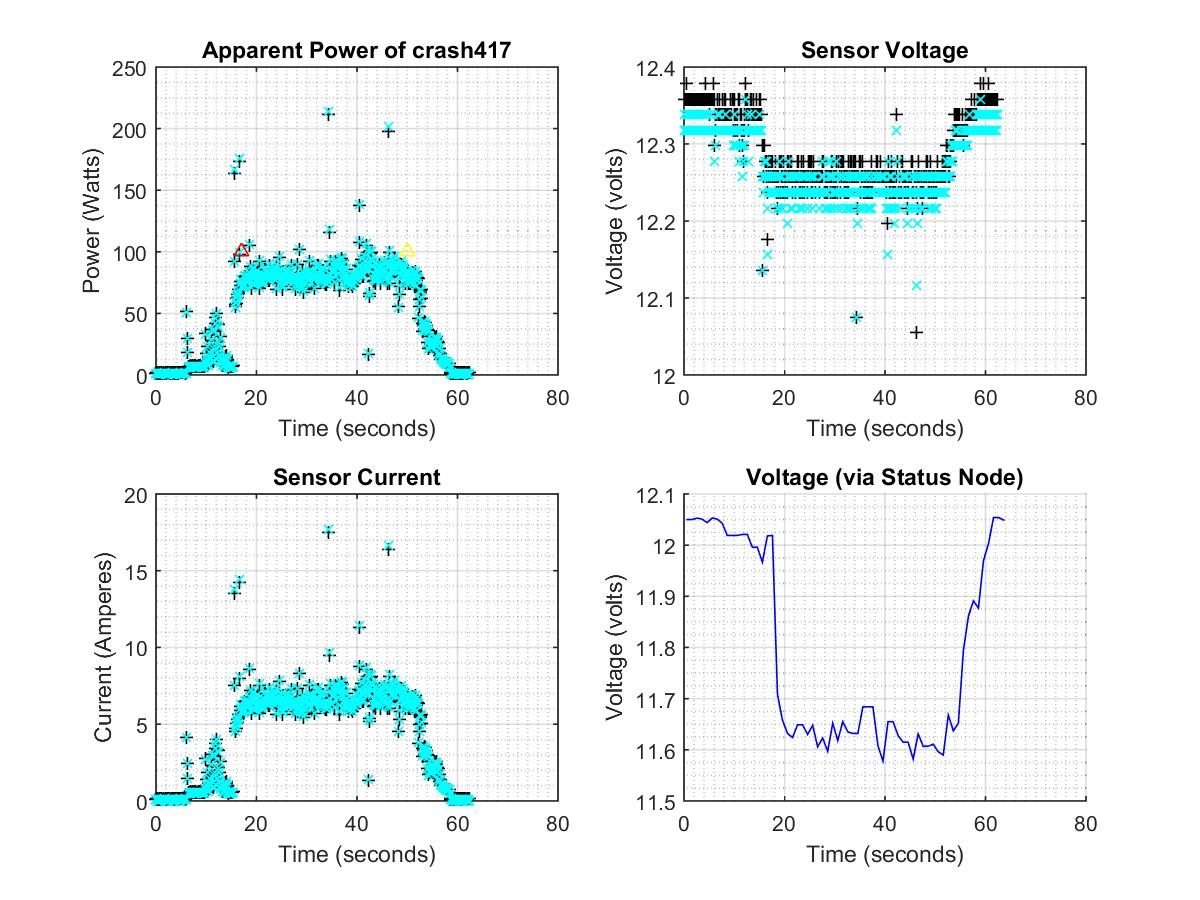 Apparent Power of crash417
250
200
150
100
50
0
Power (Watts)
0 20 40 60 80
Time (seconds)
Sensor Voltage
12.4
12.3
12.2
12.1
12
Voltage (volts)
0 20 40 60 80
Time (seconds)
Sensor Current
20
15
10
5
0
Current (Amperes)
0 20 40 60 80
Time (seconds)
Voltage (via Status Node)
12.1
12
11.9
11.8
11.7
11.6
11.5
Voltage (volts)
0 20 40 60 80
Time (seconds)